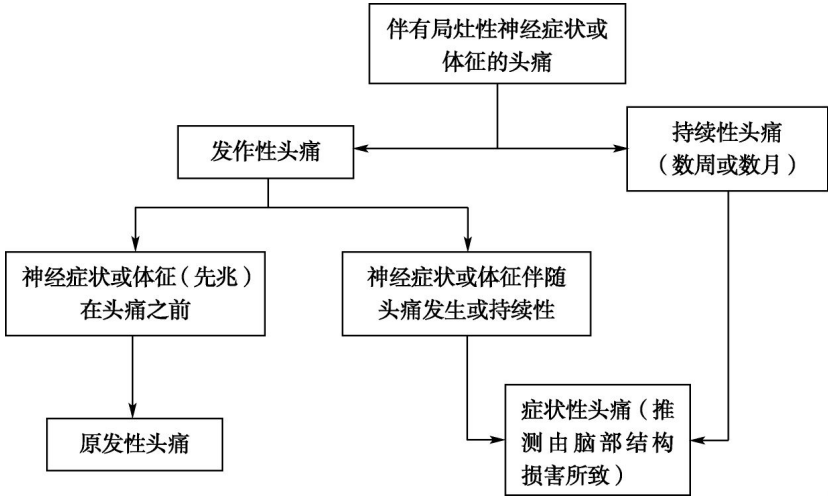 伴有局灶性神经症状或
体征的头痛
发作性头痛
持续性头痛
（数周或数月）
神经症状或体征（先兆）
在头痛之前
神经症状或体征伴随
头痛发生或持续性
原发性头痛
症状性头痛（推
测由脑部结构
损害所致）